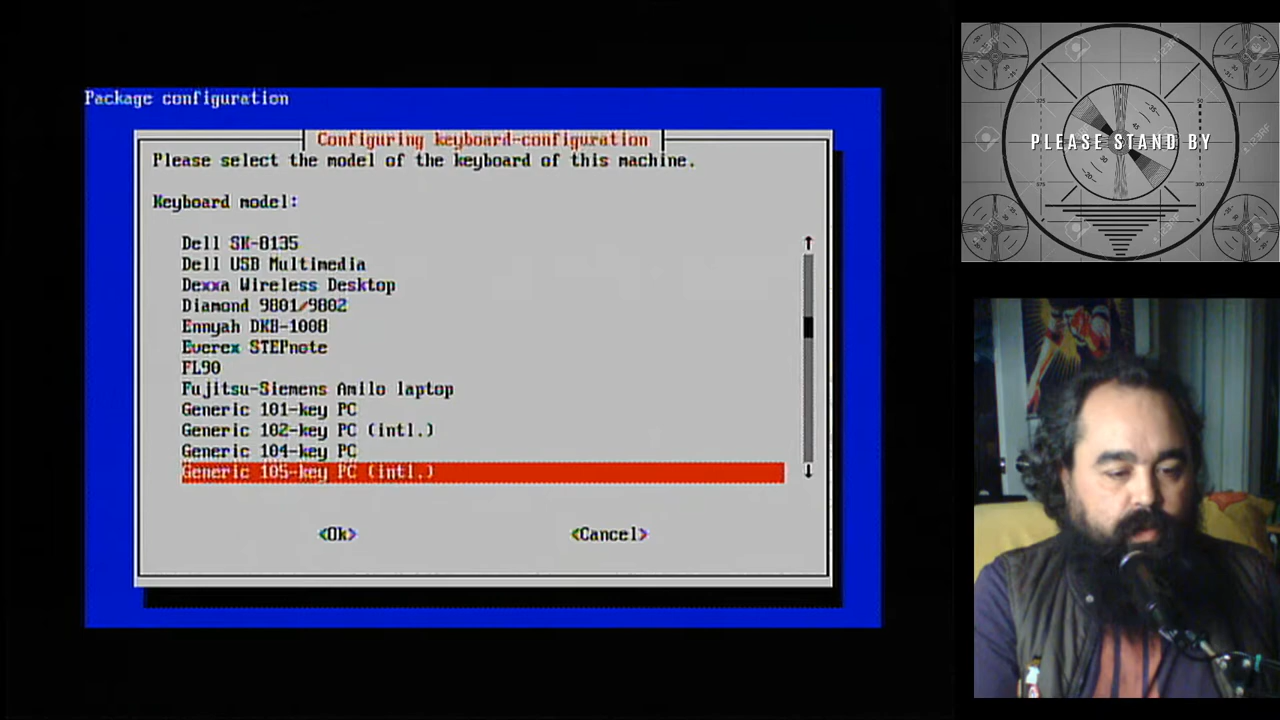 Package configuration
Configuring keyboard-configuration
Please select the model of the keyboard of this machine.
Keyboard model:
Dell SK-8135
Dell USB Multimedia
Dexxa Wireless Desktop
Diamond 9801/9802
Ennyah DKB-1008
Everex STEPnote
FL90
Fujitsu-Siemens Amilo laptop
Generic 101-key PC
Generic 102-key PC (intl.)
Generic 104-key PC
Generic 105-key PC (intl.)
<Ok>
<Cancel>
PLEASE STAND BY